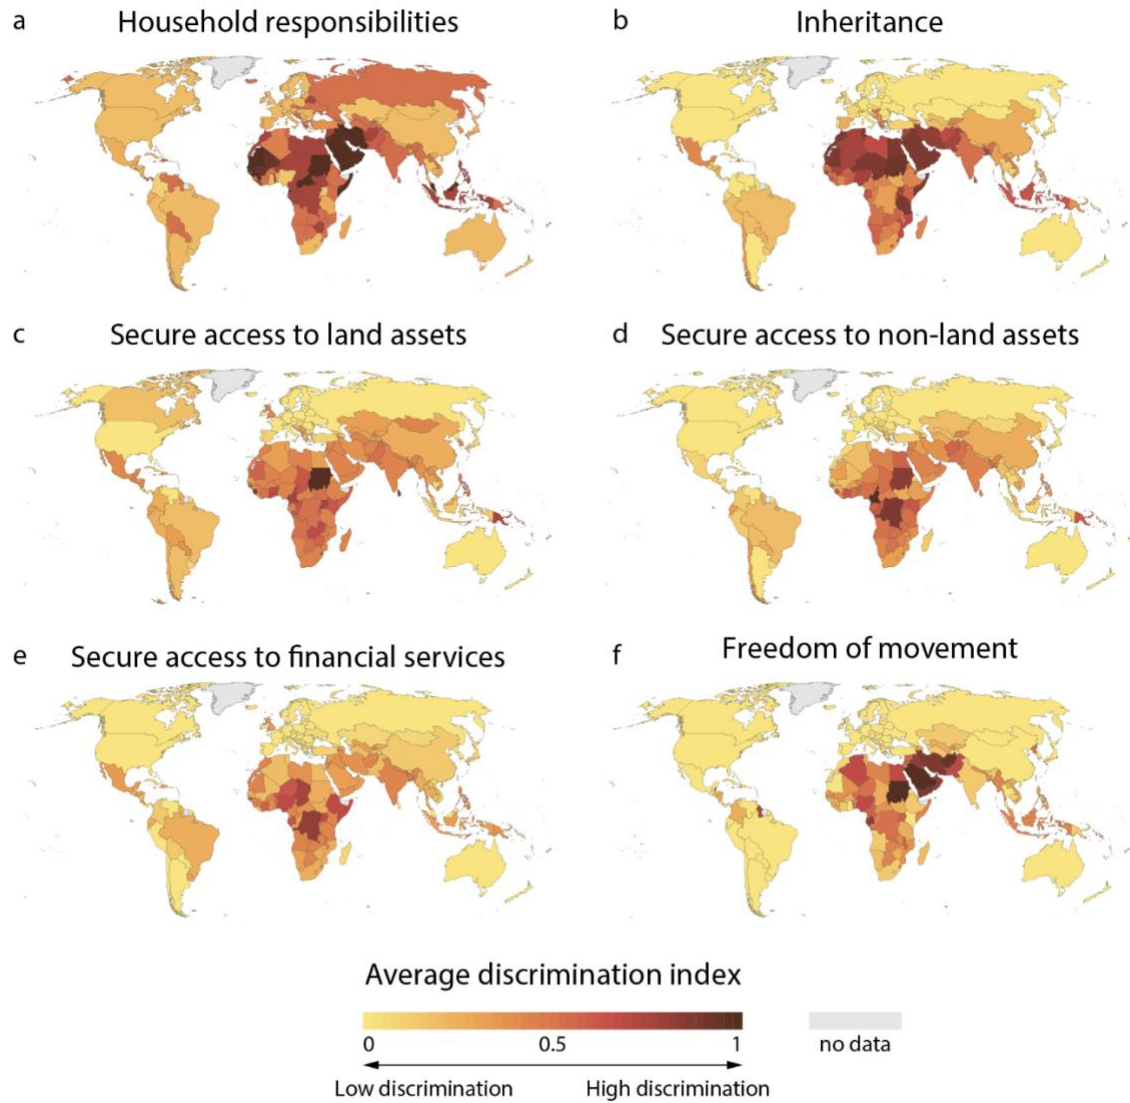 a Household responsibilities
b Inheritance
c Secure access to land assets
d Secure access to non-land assets
e Secure access to financial services
f Freedom of movement
Average discrimination index
0 0.5 1
no data
Low discrimination High discrimination